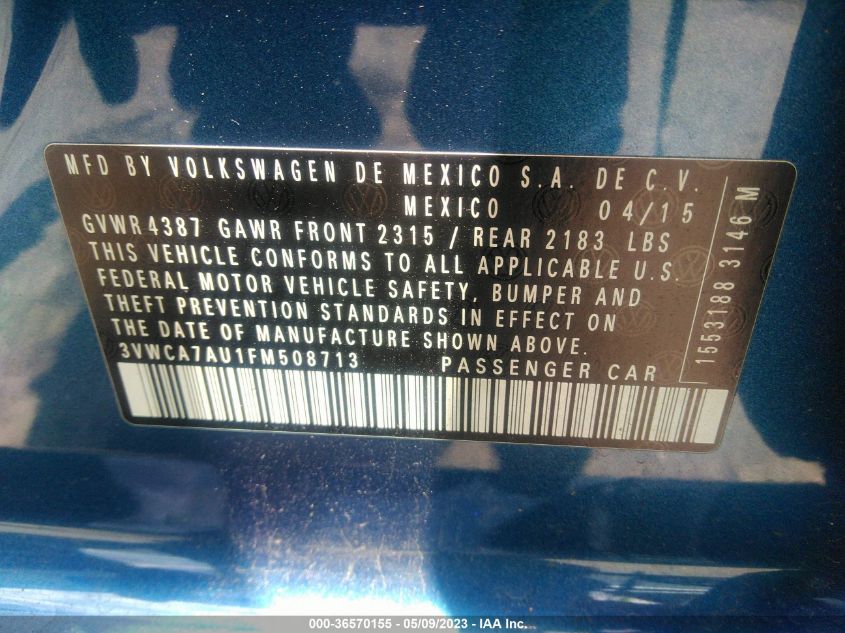 MFD BY VOLKSWAGEN DE MEXICO S.A. DE C.V.
MEXICO 04/15
GVWR 4387 GAWR FRONT 2315 / REAR 2183 LBS
THIS VEHICLE CONFORMS TO ALL APPLICABLE U.S.
FEDERAL MOTOR VEHICLE SAFETY, BUMPER AND
THEFT PREVENTION STANDARDS IN EFFECT ON
THE DATE OF MANUFACTURE SHOWN ABOVE.
3VWCA7AU1FM508713 PASSENGER CAR
1553188 3146 M
000-36570155 - 05/09/2023 - IAA Inc.